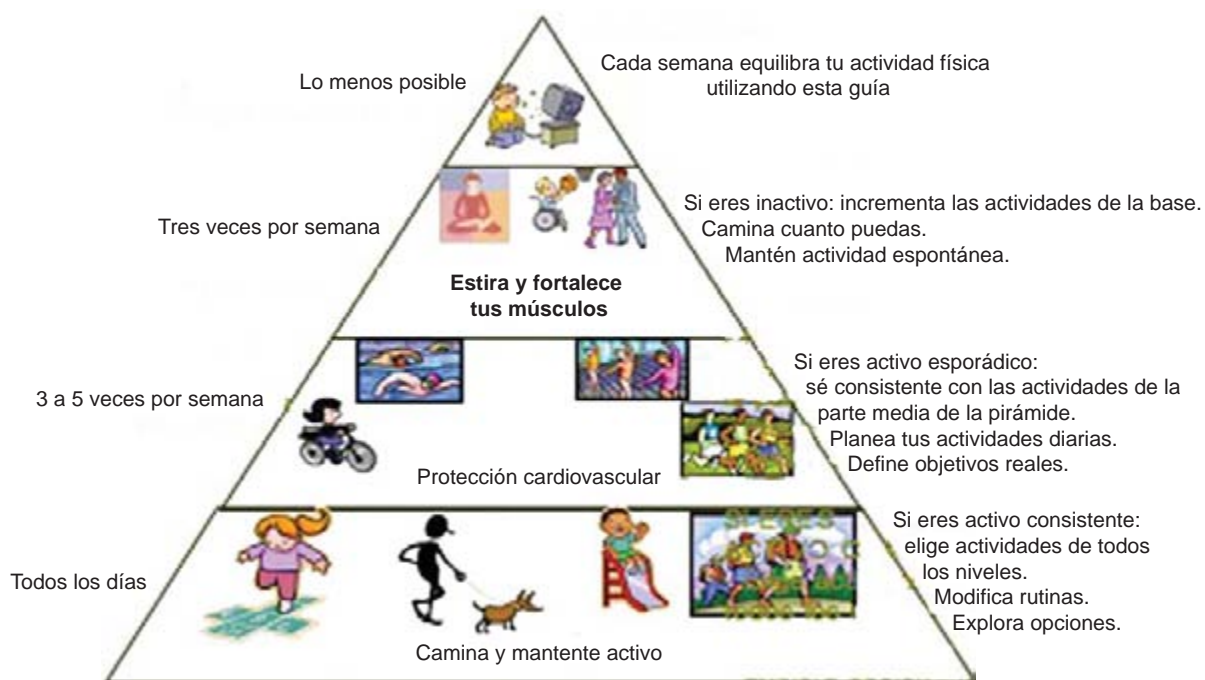 Lo menos posible
Cada semana equilibra tu actividad física
utilizando esta guía
Tres veces por semana
Si eres inactivo: incrementa las actividades de la base.
Camina cuanto puedas.
Mantén actividad espontánea.
Estira y fortalece
tus músculos
3 a 5 veces por semana
Si eres activo esporádico:
sé consistente con las actividades de la
parte media de la pirámide.
Planea tus actividades diarias.
Define objetivos reales.
Protección cardiovascular
Todos los días
Si eres activo consistente:
elige actividades de todos
los niveles.
Modifica rutinas.
Explora opciones.
SI ERES
Camina y mantente activo